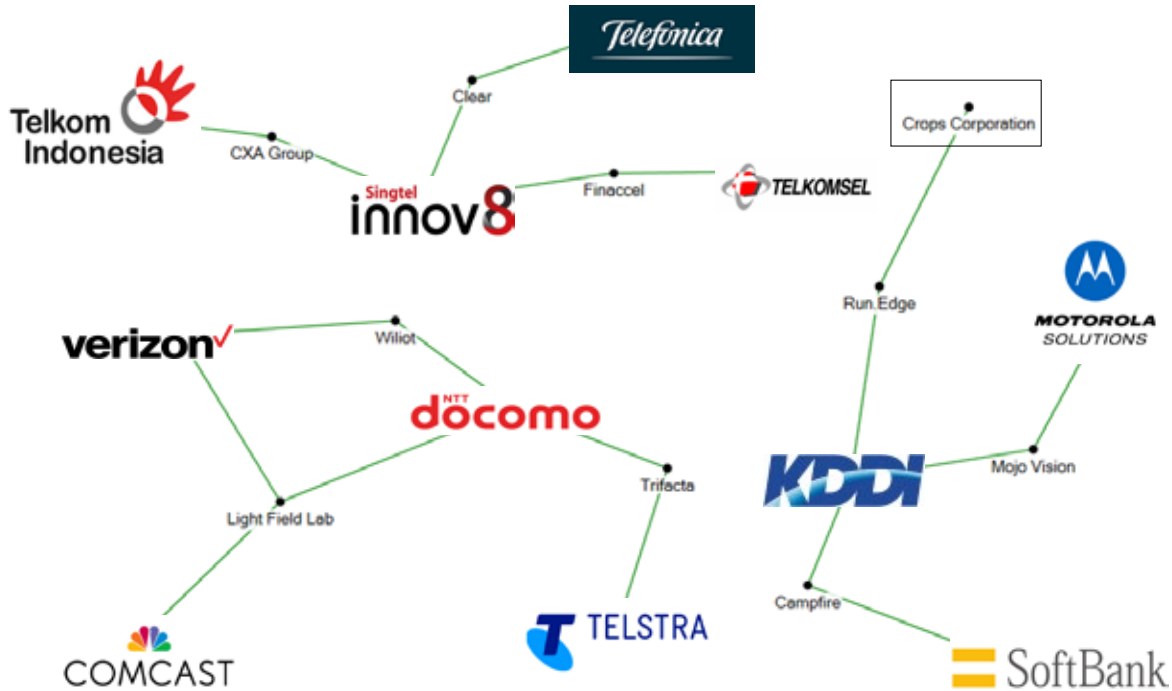 Telefónica
Clear
Crops Corporation
Telkom
Indonesia
CXA Group
Singtel
innov8
Finaccel
TELKOMSEL
Run.Edge
MOTOROLA
SOLUTIONS
verizon
Wiliot
NTT
döcomo
Trifacta
KDDI
Mojo Vision
Light Field Lab
Campfire
TELSTRA
COMCAST
SoftBank